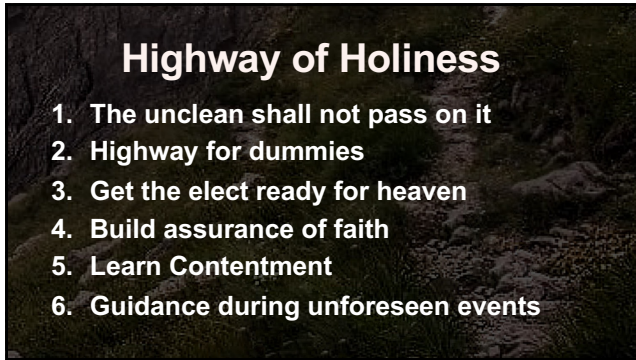 Highway of Holiness
1. The unclean shall not pass on it
2. Highway for dummies
3. Get the elect ready for heaven
4. Build assurance of faith
5. Learn Contentment
6. Guidance during unforeseen events